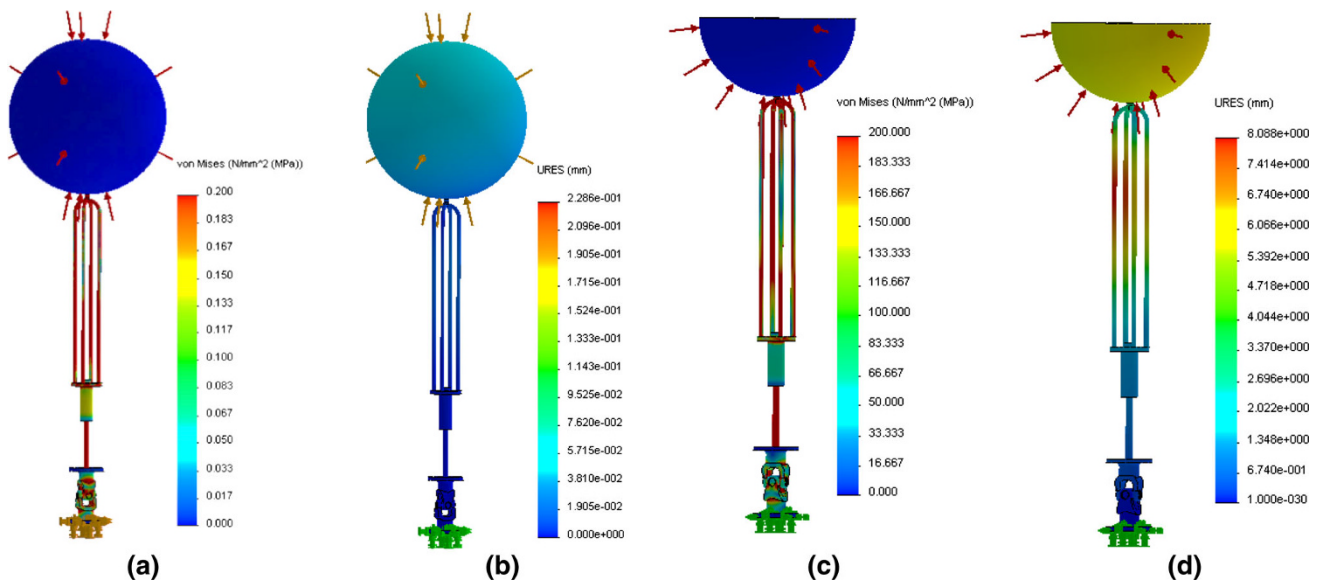 von Mises (N/mm^2 (MPa))
0.200
0.183
0.167
0.150
0.133
0.117
0.100
0.083
0.067
0.050
0.033
0.017
0.000
(a)
URES (mm)
2.286e-001
2.096e-001
1.905e-001
1.715e-001
1.524e-001
1.333e-001
1.143e-001
9.525e-002
7.620e-002
5.715e-002
3.810e-002
1.905e-002
0.000e+000
(b)
von Mises (N/mm^2 (MPa))
200.000
183.333
166.667
150.000
133.333
116.667
100.000
83.333
66.667
50.000
33.333
16.667
0.000
(c)
URES (mm)
8.088e+000
7.414e+000
6.740e+000
6.066e+000
5.392e+000
4.718e+000
4.044e+000
3.370e+000
2.696e+000
2.022e+000
1.348e+000
6.740e-001
1.000e-030
(d)